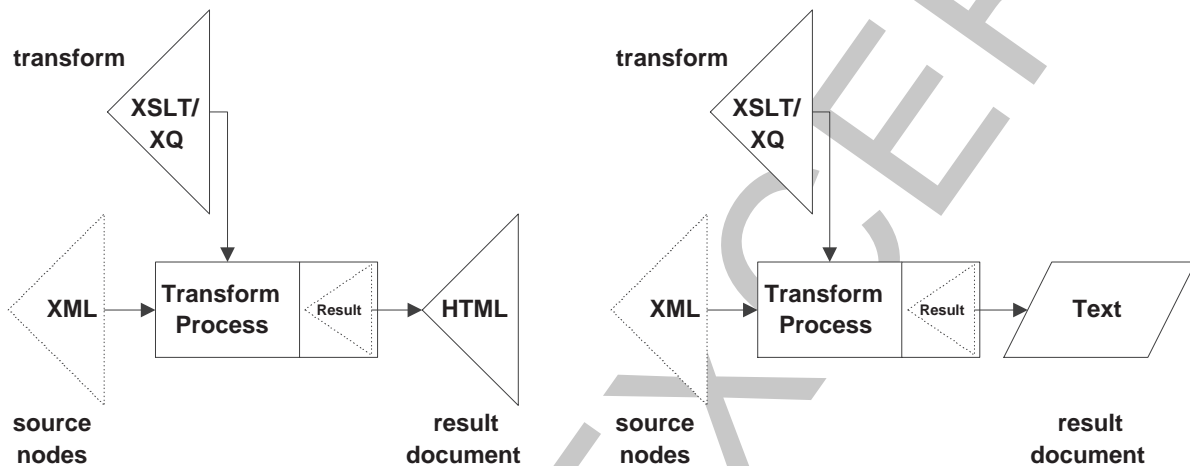 transform
XSLT/
XQ
XML
Transform
Process
Result
HTML
source
nodes
result
document
transform
XSLT/
XQ
XML
Transform
Process
Result
Text
source
nodes
result
document